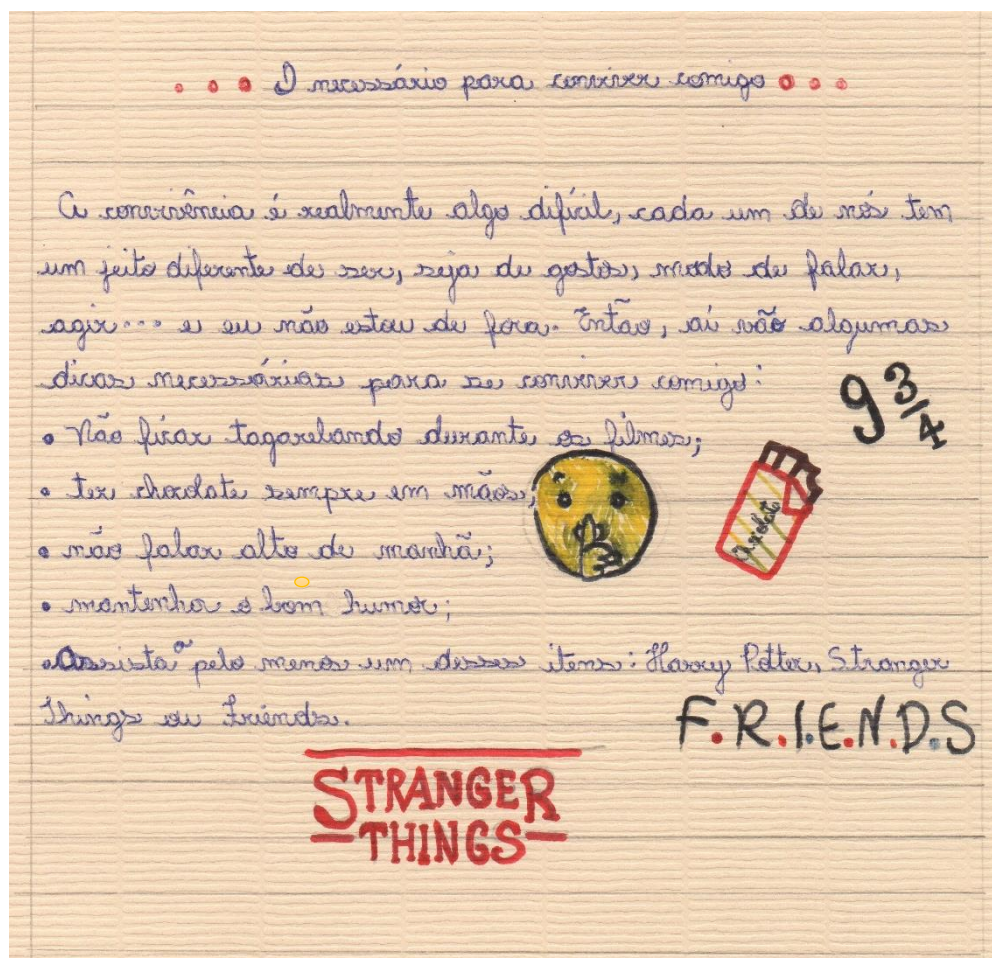 O necessário para conviver comigo
A convivência é realmente algo difícil, cada um de nós tem
um jeito diferente de ser, seja de gostos, modo de falar,
agir... e eu não estou de fora. Então, aí vão algumas
dicas necessárias para se conviver comigo:
• Não ficar tagarelando durante os filmes;
• ter chocolate sempre em mãos;
• não falar alto de manhã;
• mantenha o bom humor;
• Assista pelo menos um desses itens: Harry Potter, Stranger
Things ou Friends.
9 3/4
Chocolate
F.R.I.E.N.D.S
STRANGER
THINGS